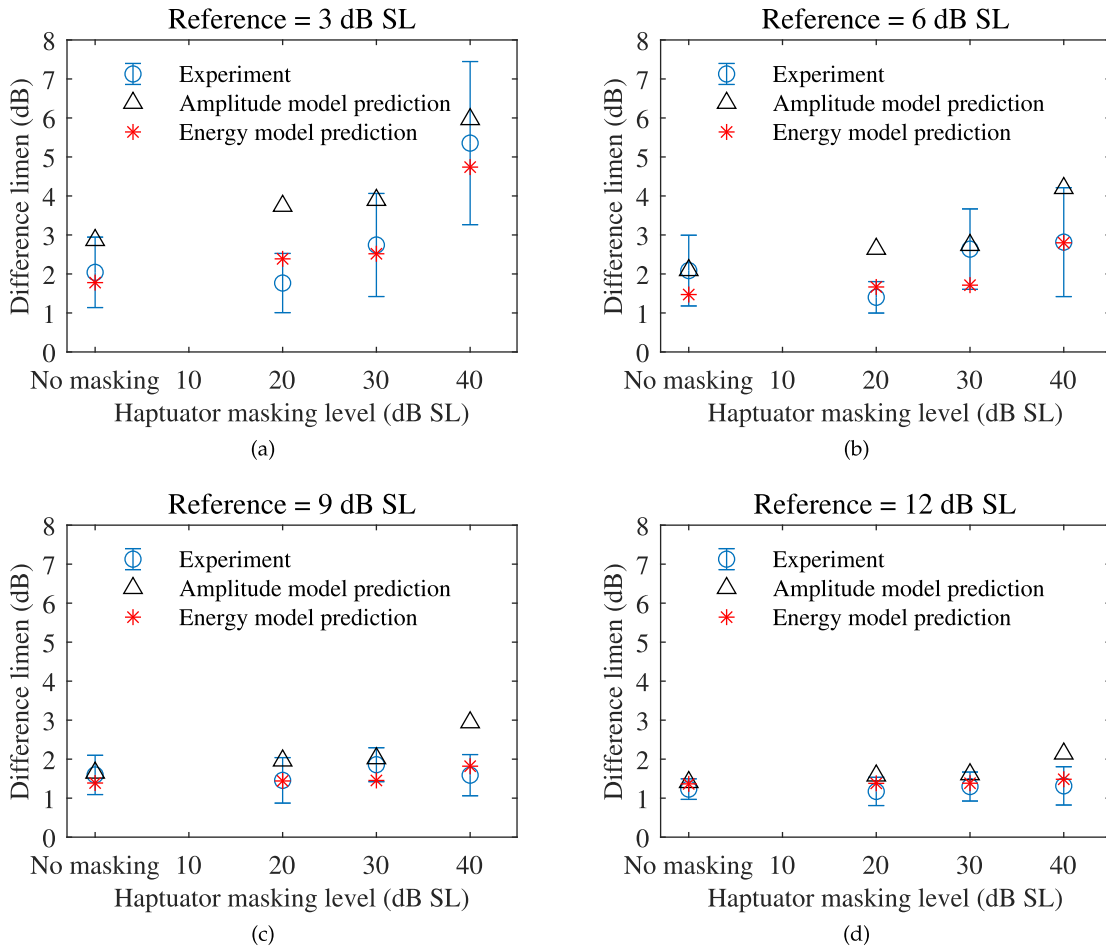 Reference = 3 dB SL
8
7
6
5
4
3
2
1
0
Difference limen (dB)
Experiment
Amplitude model prediction
Energy model prediction
No masking 10 20 30 40
Haptuator masking level (dB SL)
(a)
Reference = 6 dB SL
8
7
6
5
4
3
2
1
0
Difference limen (dB)
Experiment
Amplitude model prediction
Energy model prediction
No masking 10 20 30 40
Haptuator masking level (dB SL)
(b)
Reference = 9 dB SL
8
7
6
5
4
3
2
1
0
Difference limen (dB)
Experiment
Amplitude model prediction
Energy model prediction
No masking 10 20 30 40
Haptuator masking level (dB SL)
(c)
Reference = 12 dB SL
8
7
6
5
4
3
2
1
0
Difference limen (dB)
Experiment
Amplitude model prediction
Energy model prediction
No masking 10 20 30 40
Haptuator masking level (dB SL)
(d)